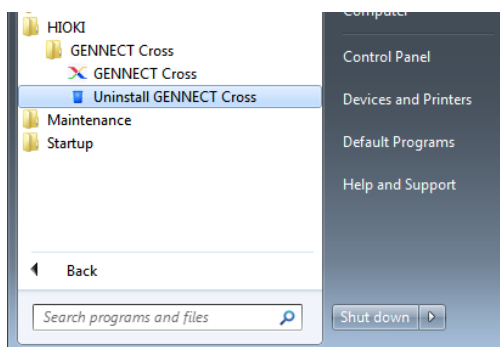 HIOKI
GENNECT Cross
GENNECT Cross
Uninstall GENNECT Cross
Maintenance
Startup
Back
Search programs and files
Computer
Control Panel
Devices and Printers
Default Programs
Help and Support
Shut down